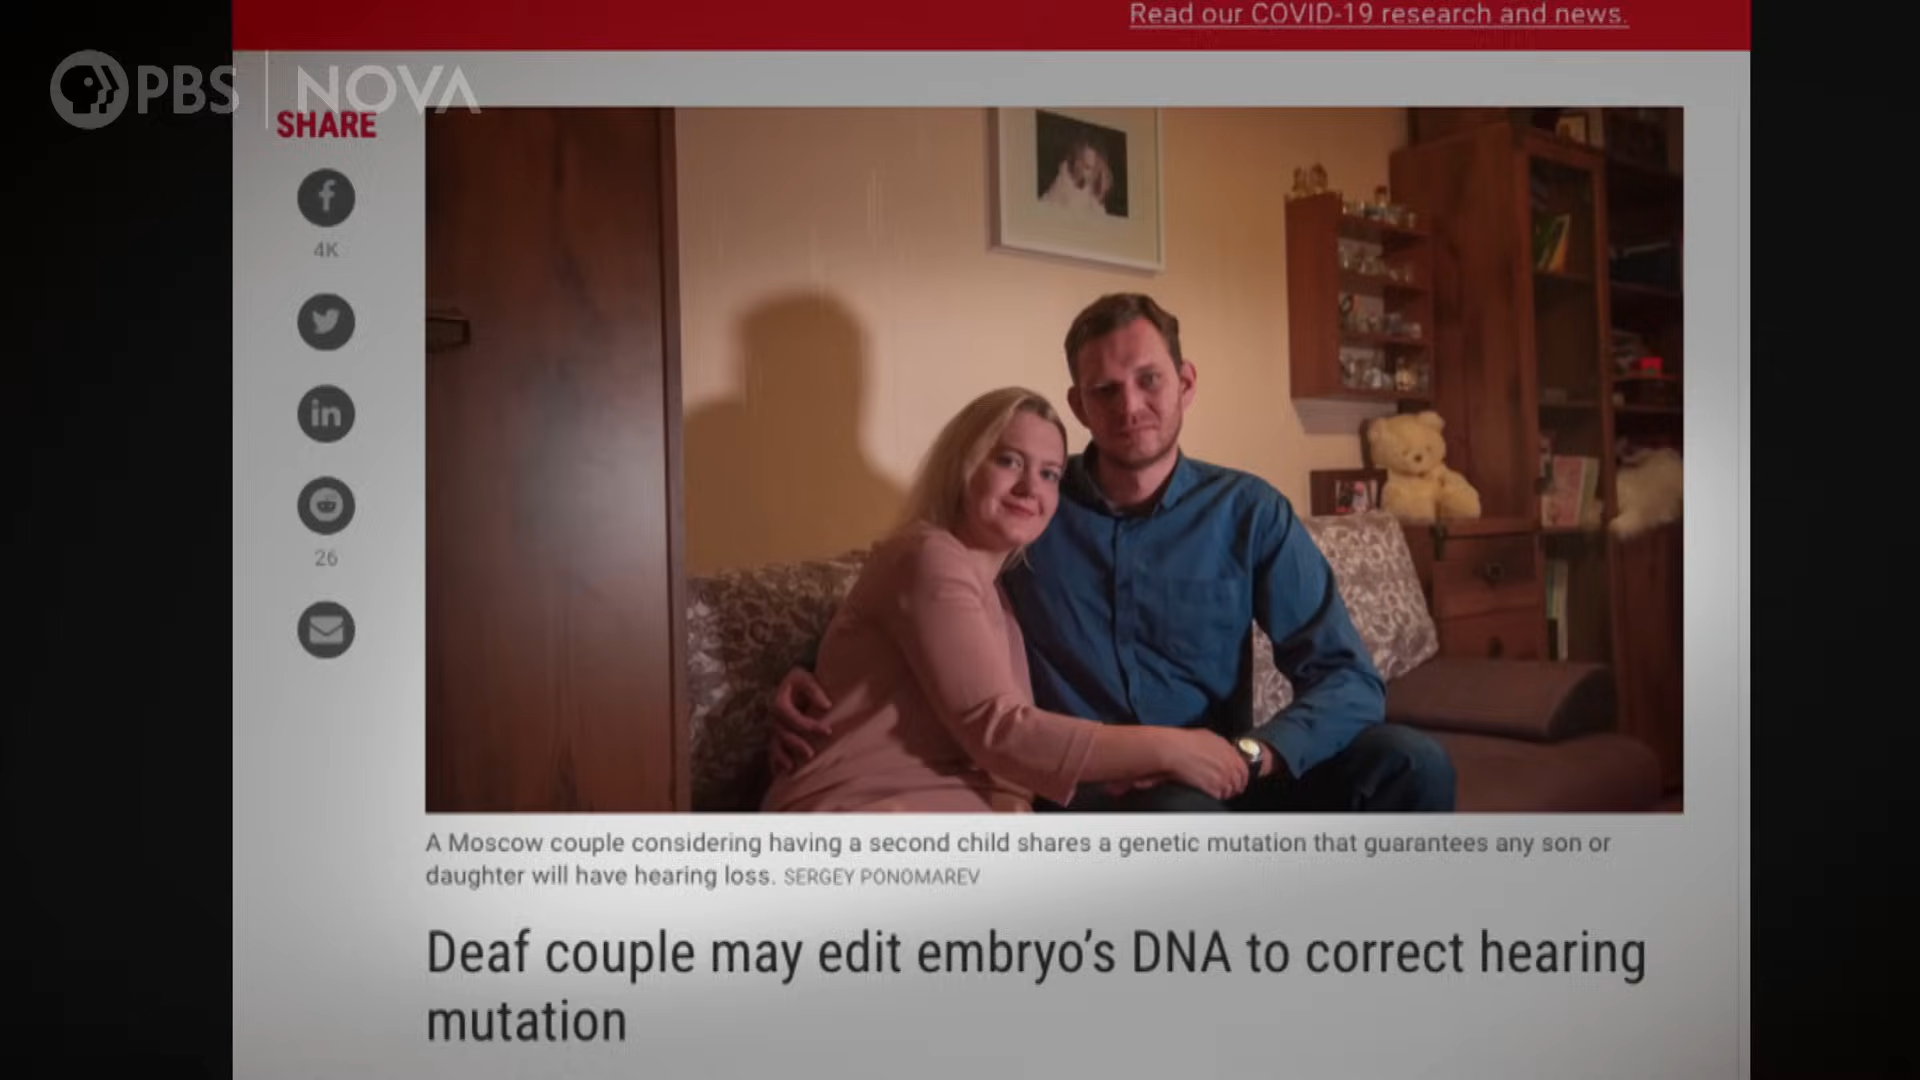 Read our COVID-19 research and news.
PBS | NOVA
SHARE
4K
26
A Moscow couple considering having a second child shares a genetic mutation that guarantees any son or
daughter will have hearing loss. SERGEY PONOMAREV
Deaf couple may edit embryo's DNA to correct hearing
mutation